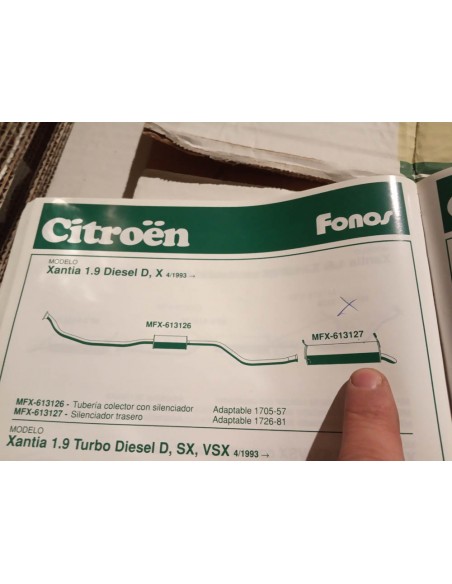 Citroën
Fonos
MODELO
Xantia 1.9 Diesel D, X 4/1993 →
MFX-613126
MFX-613127
MFX-613126 - Tubería colector con silenciador Adaptable 1705-57
MFX-613127 - Silenciador trasero Adaptable 1726-81
MODELO
Xantia 1.9 Turbo Diesel D, SX, VSX 4/1993 →